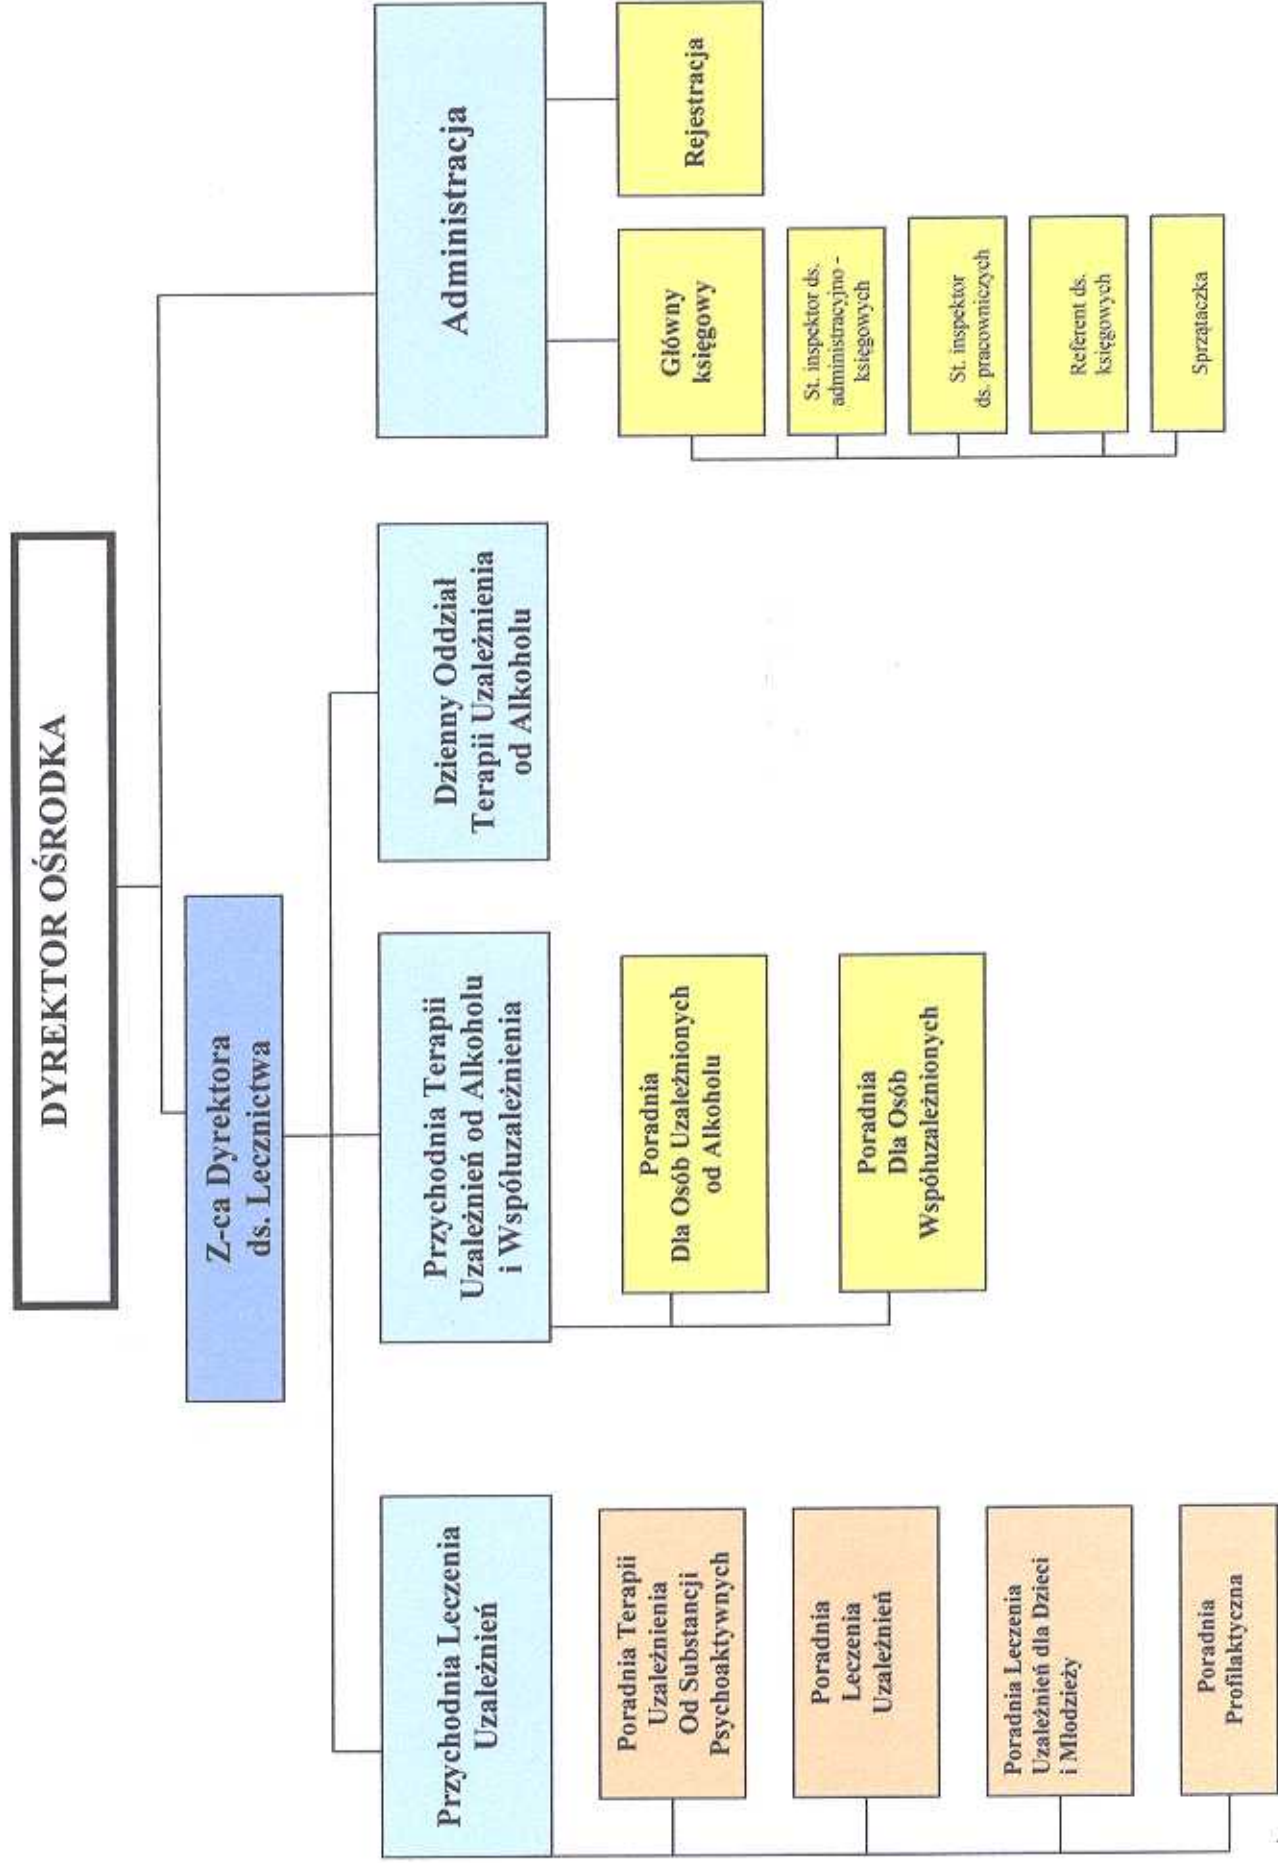 DYREKTOR OŚRODKA
Z-ca Dyrektora
ds. Lecznictwa
Przychodnia Leczenia
Uzależnień
Przychodnia Terapii
Uzależnień od Alkoholu
i Współuzależnienia
Dzienny Oddział
Terapii Uzależnienia
od Alkoholu
Administracja
Poradnia Terapii
Uzależnienia
Od Substancji
Psychoaktywnych
Poradnia
Leczenia
Uzależnień
Poradnia Leczenia
Uzależnień dla Dzieci
i Młodzieży
Poradnia
Profilaktyczna
Poradnia
Dla Osób Uzależnionych
od Alkoholu
Poradnia
Dla Osób
Współuzależnionych
Główny
księgowy
St. inspektor ds.
administracyjno -
księgowych
St. inspektor
ds. pracowniczych
Referent ds.
księgowych
Sprzątaczka
Rejestracja